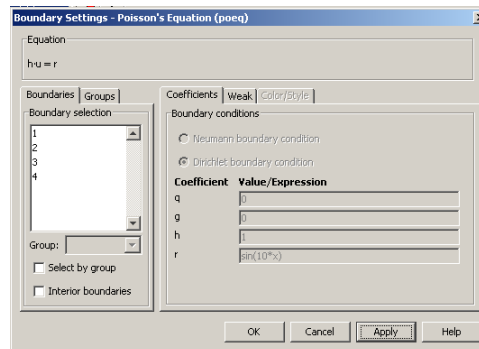 Boundary Settings - Poisson's Equation (poeq)
Equation
h·u = r
Boundaries Groups
Boundary selection
1
2
3
4
Group:
Select by group
Interior boundaries
Coefficients Weak Color/Style
Boundary conditions
Neumann boundary condition
Dirichlet boundary condition
Coefficient Value/Expression
q 0
g 0
h 1
r sin(10*x)
OK Cancel Apply Help